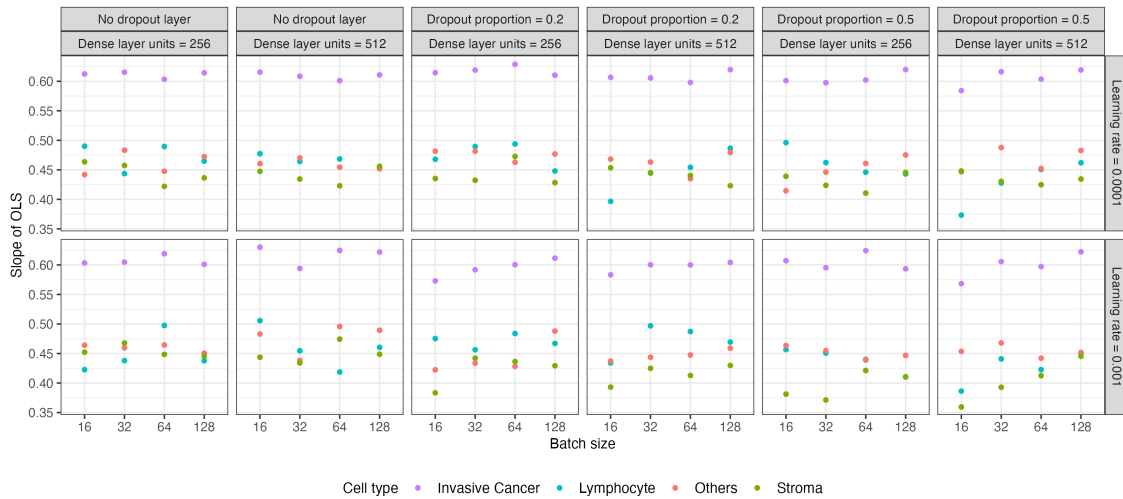 No dropout layer No dropout layer Dropout proportion = 0.2 Dropout proportion = 0.2 Dropout proportion = 0.5 Dropout proportion = 0.5
Dense layer units = 256 Dense layer units = 512 Dense layer units = 256 Dense layer units = 512 Dense layer units = 256 Dense layer units = 512
0.60
0.55
0.50
0.45
0.40
0.35
Learning rate = 0.0001
Slope of OLS
0.60
0.55
0.50
0.45
0.40
0.35
Learning rate = 0.001
16 32 64 128 16 32 64 128 16 32 64 128 16 32 64 128 16 32 64 128 16 32 64 128
Batch size
Cell type Invasive Cancer Lymphocyte Others Stroma